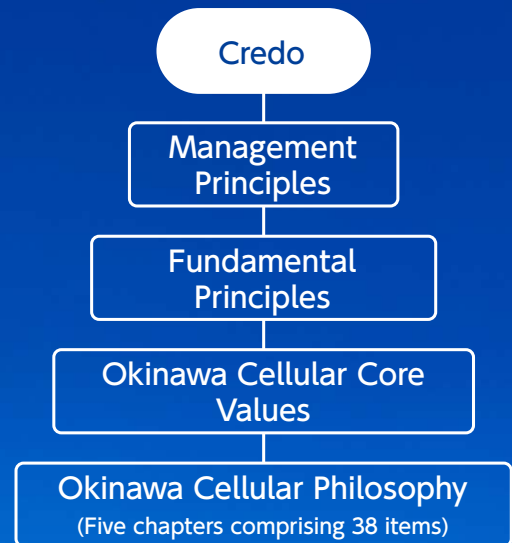 Credo
Management
Principles
Fundamental
Principles
Okinawa Cellular Core
Values
Okinawa Cellular Philosophy
(Five chapters comprising 38 items)